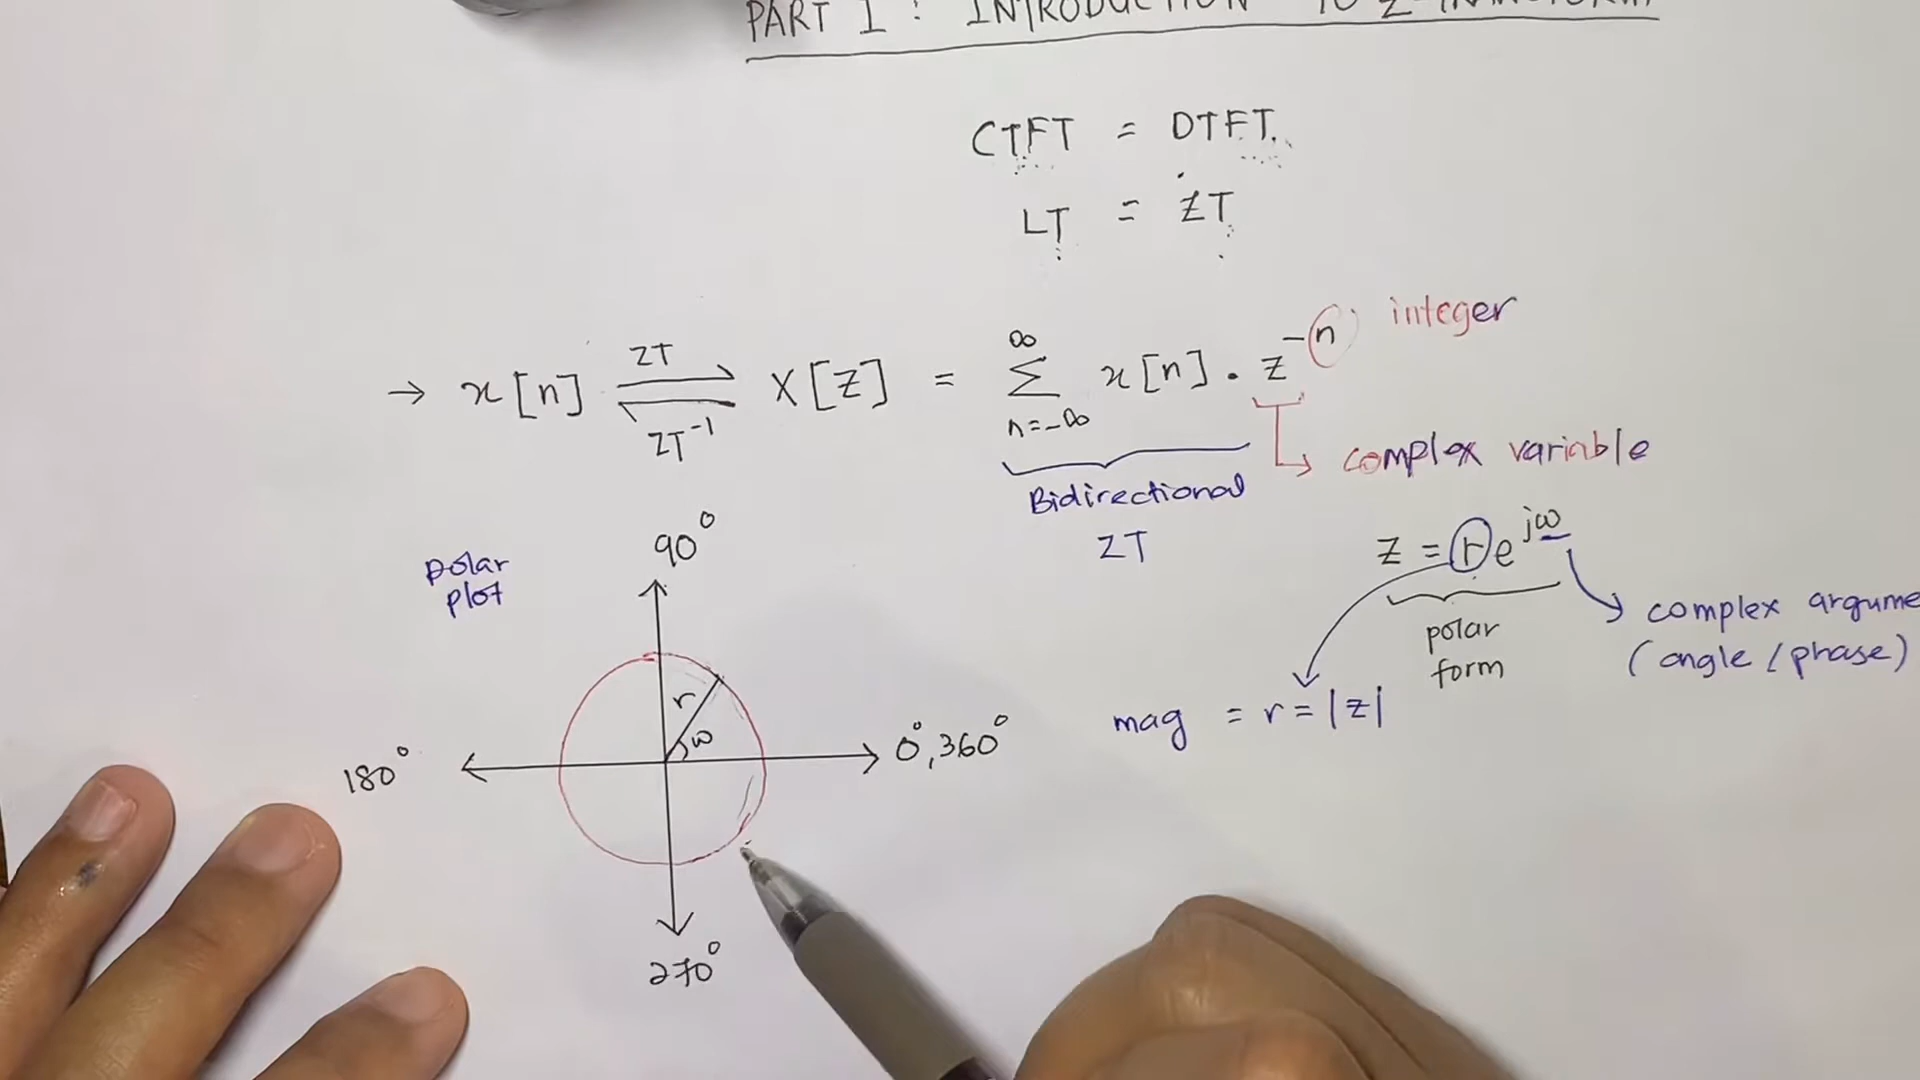 PART I : INTRODUCTION TO Z-TRANSFORM
CTFT = DTFT
LT = ZT
→ x[n] ZT ZT⁻¹ X[Z] = ∞ Σ n=-∞ x[n] . z⁻ⁿ integer
complex variable
Bidirectional
ZT
z = re^jω
polar
form
complex argume
(angle / phase)
mag = r = |z|
polar
plot
90°
r
ω
180°
0°, 360°
270°